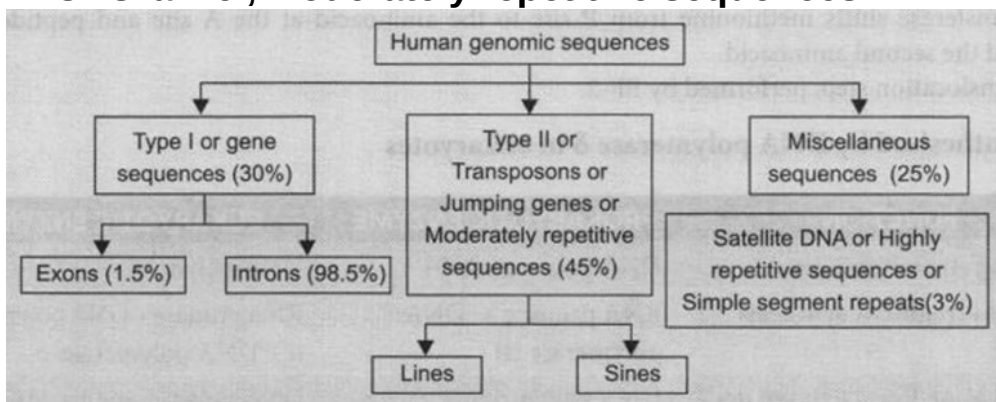 Human genomic sequences
Type I or gene
sequences (30%)
Type II or
Transposons or
Jumping genes or
Moderately repetitive
sequences (45%)
Miscellaneous
sequences (25%)
Exons (1.5%)
Introns (98.5%)
Satellite DNA or Highly
repetitive sequences or
Simple segment repeats(3%)
Lines
Sines